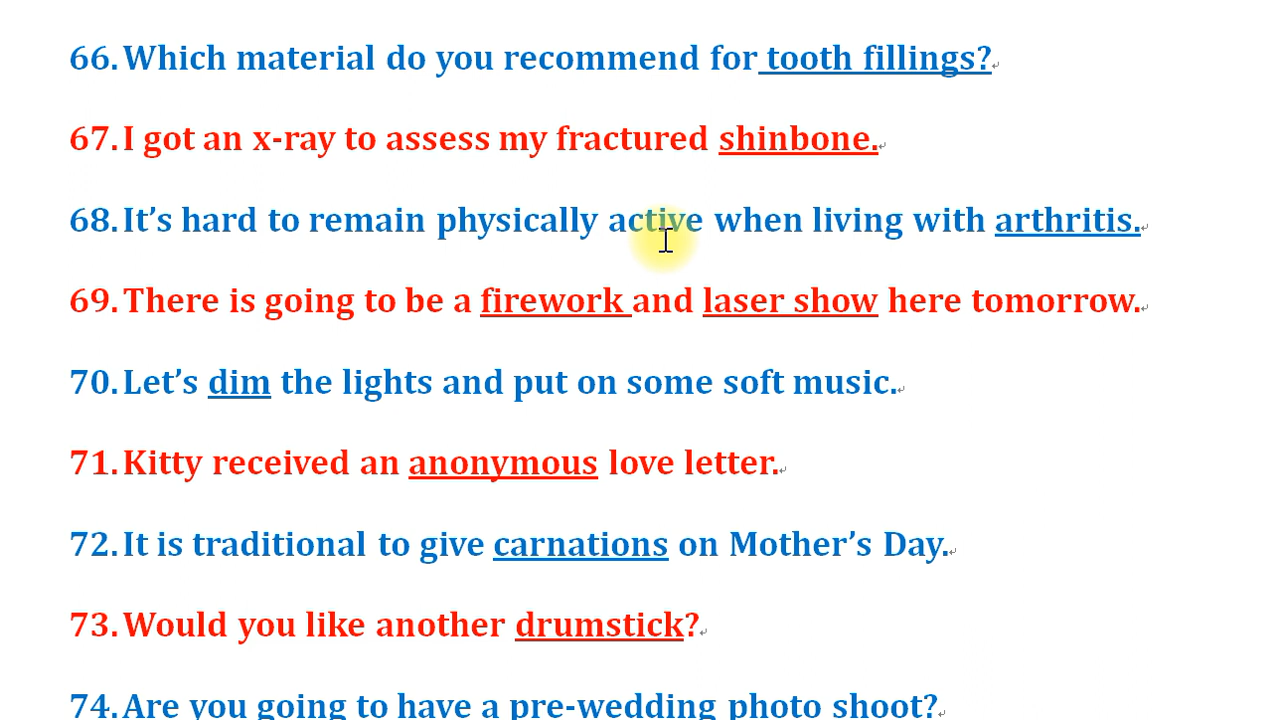 66. Which material do you recommend for tooth fillings?
67. I got an x-ray to assess my fractured shinbone.
68. It’s hard to remain physically active when living with arthritis.
69. There is going to be a firework and laser show here tomorrow.
70. Let’s dim the lights and put on some soft music.
71. Kitty received an anonymous love letter.
72. It is traditional to give carnations on Mother’s Day.
73. Would you like another drumstick?
74. Are you going to have a pre-wedding photo shoot?